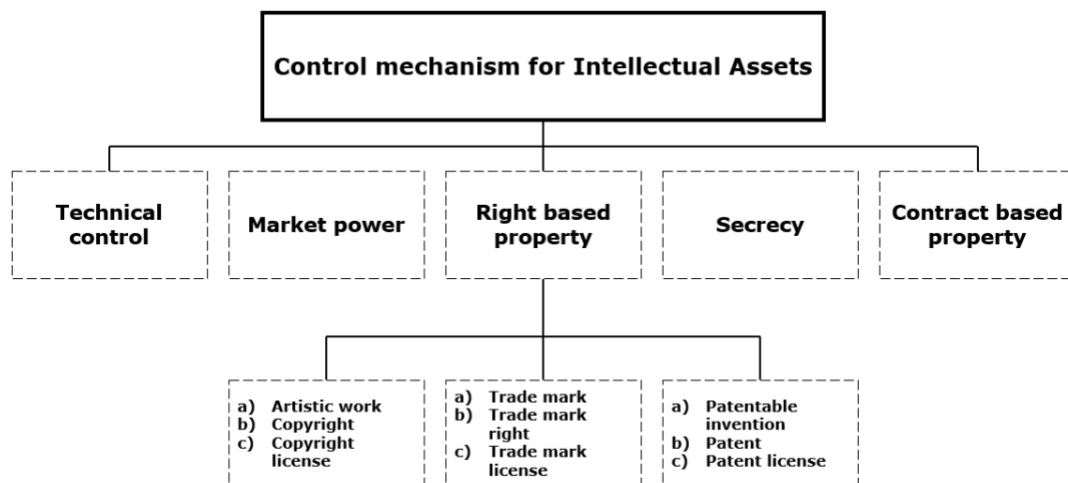 Control mechanism for Intellectual Assets
Technical
control
Market power
Right based
property
Secrecy
Contract based
property
a) Artistic work
b) Copyright
c) Copyright
license
a) Trade mark
b) Trade mark
right
c) Trade mark
license
a) Patentable
invention
b) Patent
c) Patent license